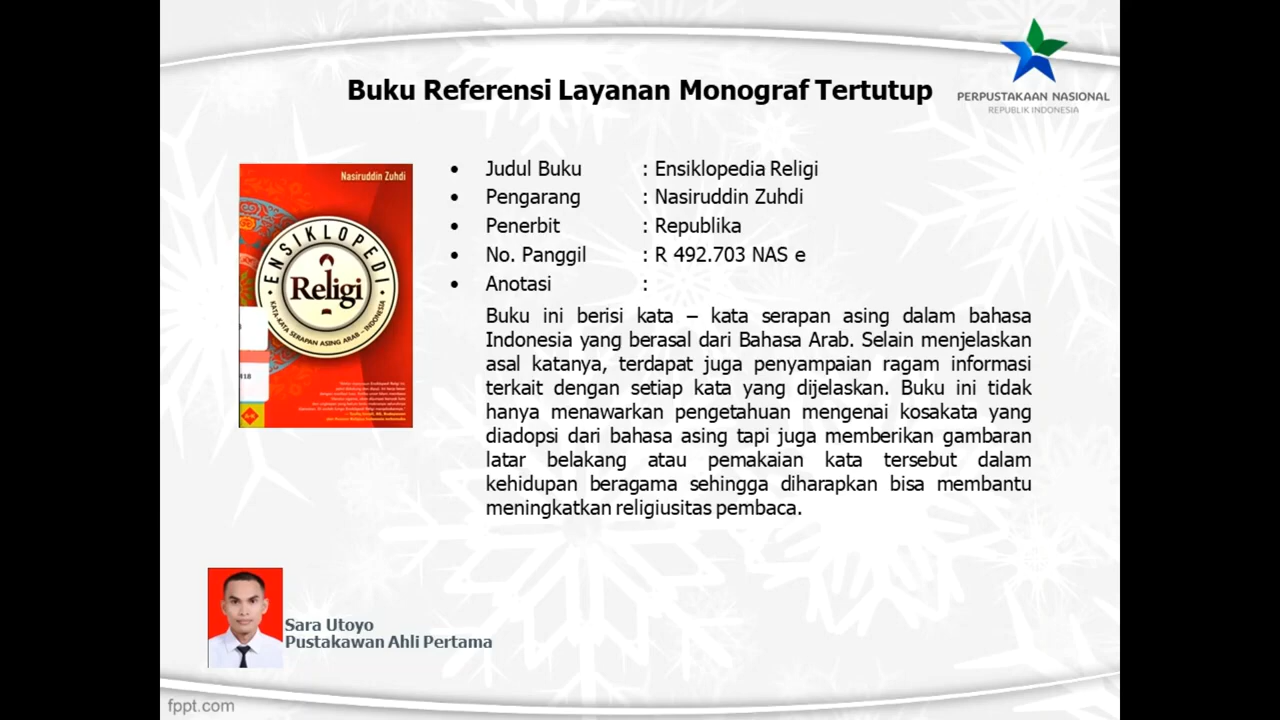 Buku Referensi Layanan Monograf Tertutup
PERPUSTAKAAN NASIONAL
REPUBLIK INDONESIA
Nasiruddin Zuhdi
ENSIKLOPEDI
Religi
KATA-KATA SERAPAN ASING ARAB – INDONESIA
• Judul Buku : Ensiklopedia Religi
• Pengarang : Nasiruddin Zuhdi
• Penerbit : Republika
• No. Panggil : R 492.703 NAS e
• Anotasi :
Buku ini berisi kata – kata serapan asing dalam bahasa
Indonesia yang berasal dari Bahasa Arab. Selain menjelaskan
asal katanya, terdapat juga penyampaian ragam informasi
terkait dengan setiap kata yang dijelaskan. Buku ini tidak
hanya menawarkan pengetahuan mengenai kosakata yang
diadopsi dari bahasa asing tapi juga memberikan gambaran
latar belakang atau pemakaian kata tersebut dalam
kehidupan beragama sehingga diharapkan bisa membantu
meningkatkan religiusitas pembaca.
Sara Utoyo
Pustakawan Ahli Pertama
fppt.com